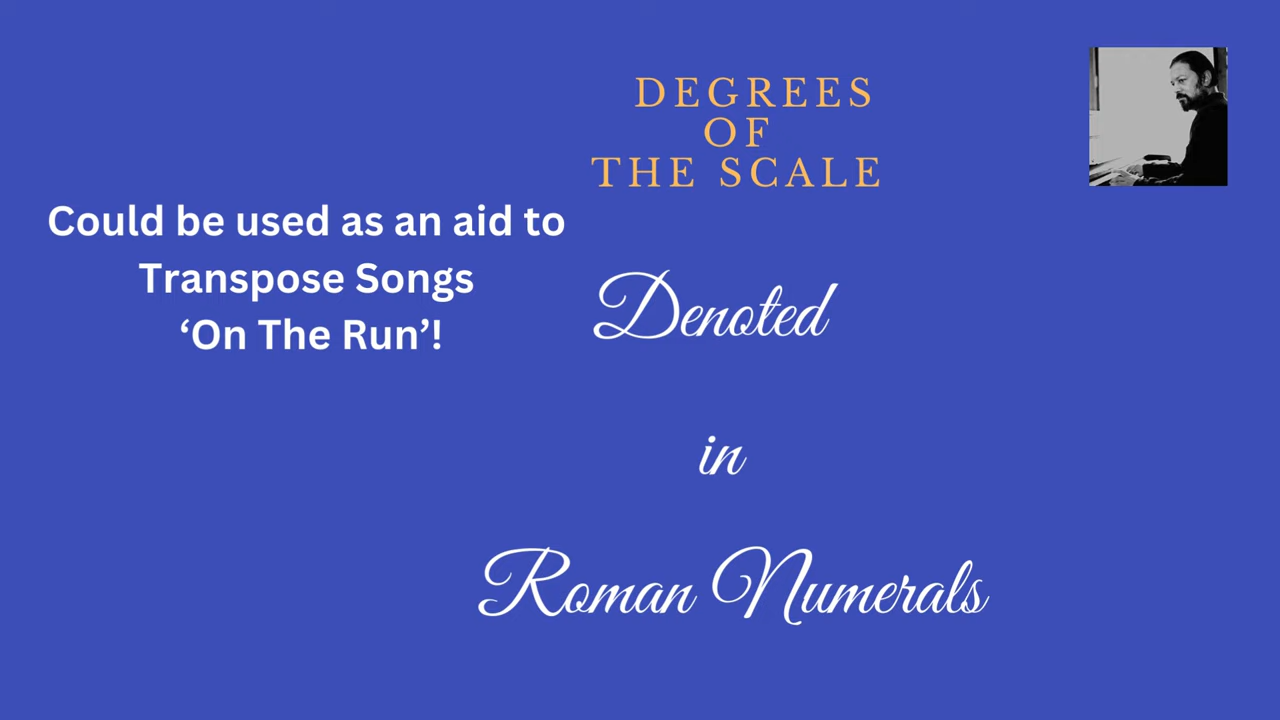 DEGREES
OF
THE SCALE
Could be used as an aid to
Transpose Songs
‘On The Run’!
Denoted
in
Roman Numerals